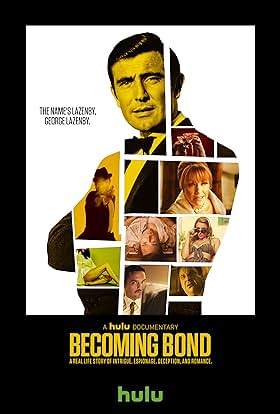 THE NAME'S LAZENBY,
GEORGE LAZENBY.
A hulu DOCUMENTARY
BECOMING BOND
A REAL LIFE STORY OF INTRIGUE, ESPIONAGE, DECEPTION, AND ROMANCE.
hulu